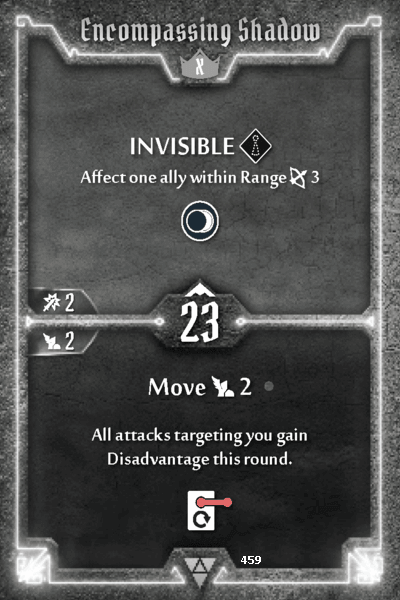 Encompassing Shadow
X
INVISIBLE
Affect one ally within Range 3
2
23
2
Move 2
All attacks targeting you gain
Disadvantage this round.
459